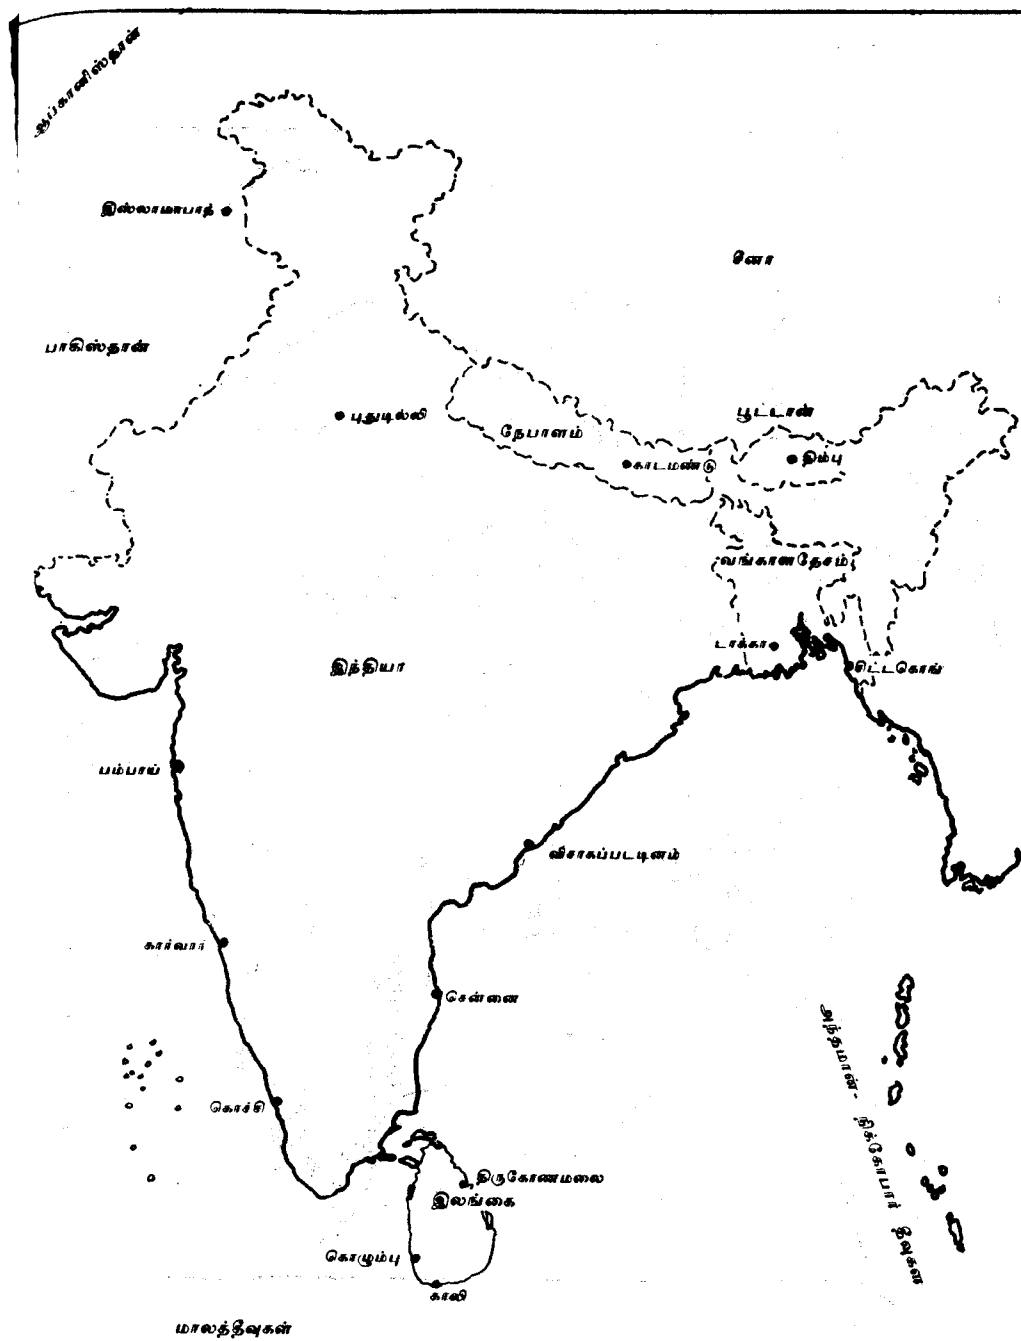 ஆப்கானிஸ்தான்
இஸ்லாமாபாத்
சீனா
பாகிஸ்தான்
புதுடில்லி
பூட்டான்
நேபாளம்
காடமண்டு
திம்பு
வங்காளதேசம்
டாக்கா
சிட்டகொங்
இந்தியா
பம்பாய்
விசாகப்பட்டினம்
கார்வார்
சென்னை
அந்தமான்- நிக்கோபார் தீவுகள்
கொச்சி
திருகோணமலை
இலங்கை
கொழும்பு
காலி
மாலத்தீவுகள்